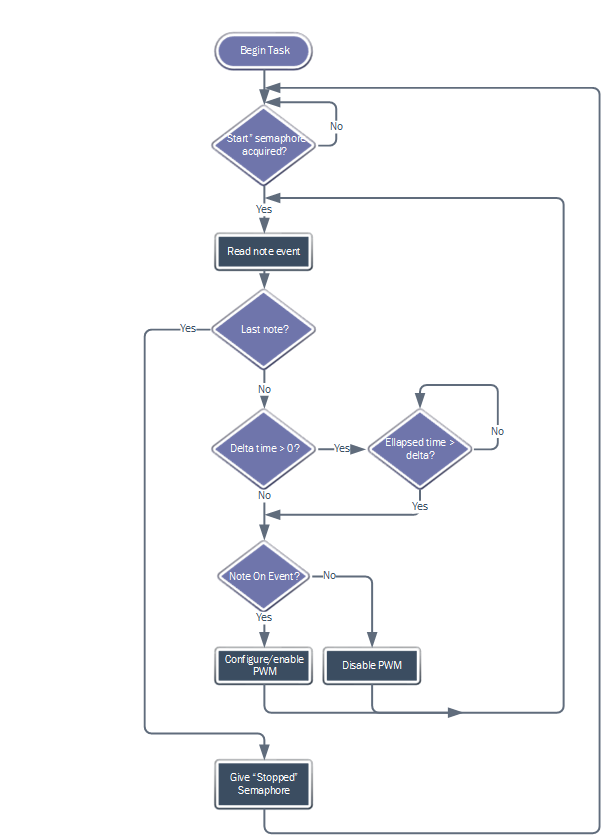 Begin Task
No
Start" semaphore
acquired?
Yes
Read note event
Yes
Last note?
No
Delta time > 0?
Yes
Ellapsed time >
delta?
No
No
Yes
Note On Event?
No
Yes
Configure/enable
PWM
Disable PWM
Give “Stopped”
Semaphore